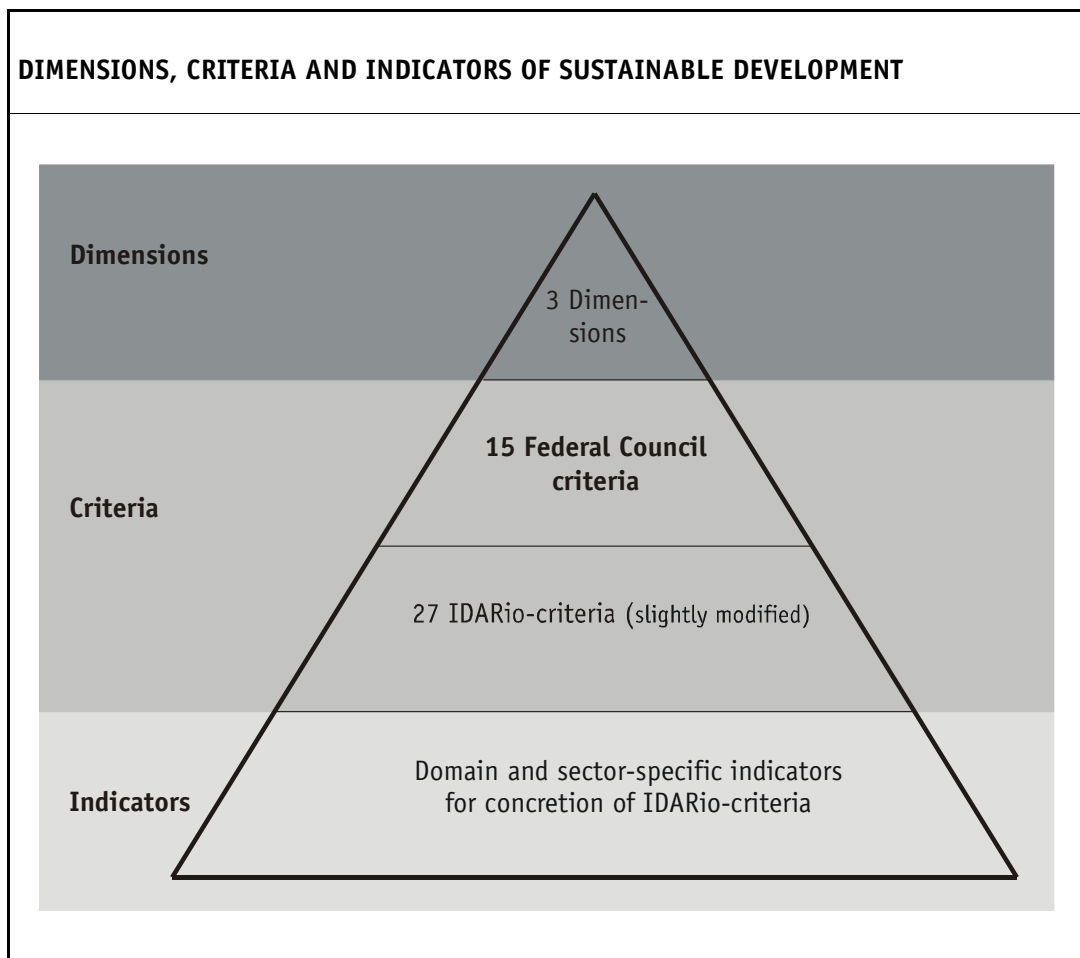 DIMENSIONS, CRITERIA AND INDICATORS OF SUSTAINABLE DEVELOPMENT
Dimensions
3 Dimen-
sions
15 Federal Council
criteria
Criteria
27 IDARio-criteria (slightly modified)
Domain and sector-specific indicators
for concretion of IDARio-criteria
Indicators